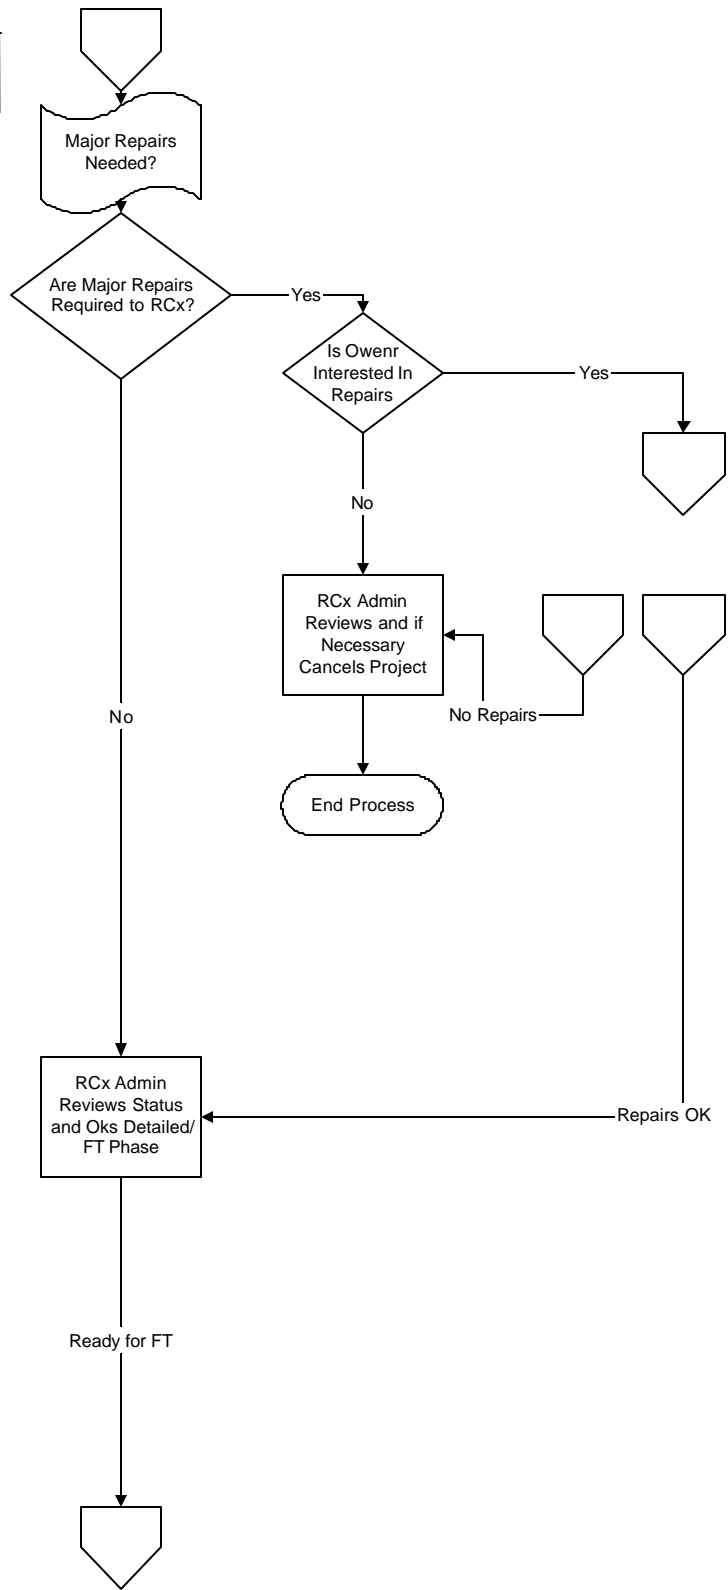 Major Repairs
Needed?
Are Major Repairs
Required to RCx?
Yes
Is Owenr
Interested In
Repairs
Yes
No
RCx Admin
Reviews and if
Necessary
Cancels Project
No Repairs
No
End Process
RCx Admin
Reviews Status
and Oks Detailed/
FT Phase
Repairs OK
Ready for FT